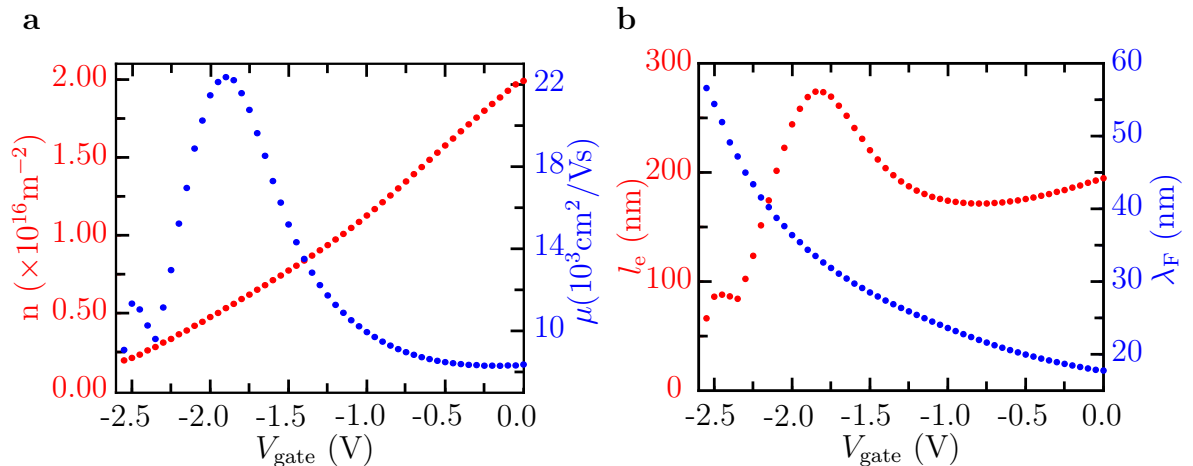 a
n (×10^16 m^−2)
2.00
1.50
1.00
0.50
0.00
22
18
14
10
μ(10^3cm^2/Vs)
-2.5 -2.0 -1.5 -1.0 -0.5 0.0
V_gate (V)
b
l_e (nm)
300
200
100
0
60
50
40
30
20
λ_F (nm)
-2.5 -2.0 -1.5 -1.0 -0.5 0.0
V_gate (V)